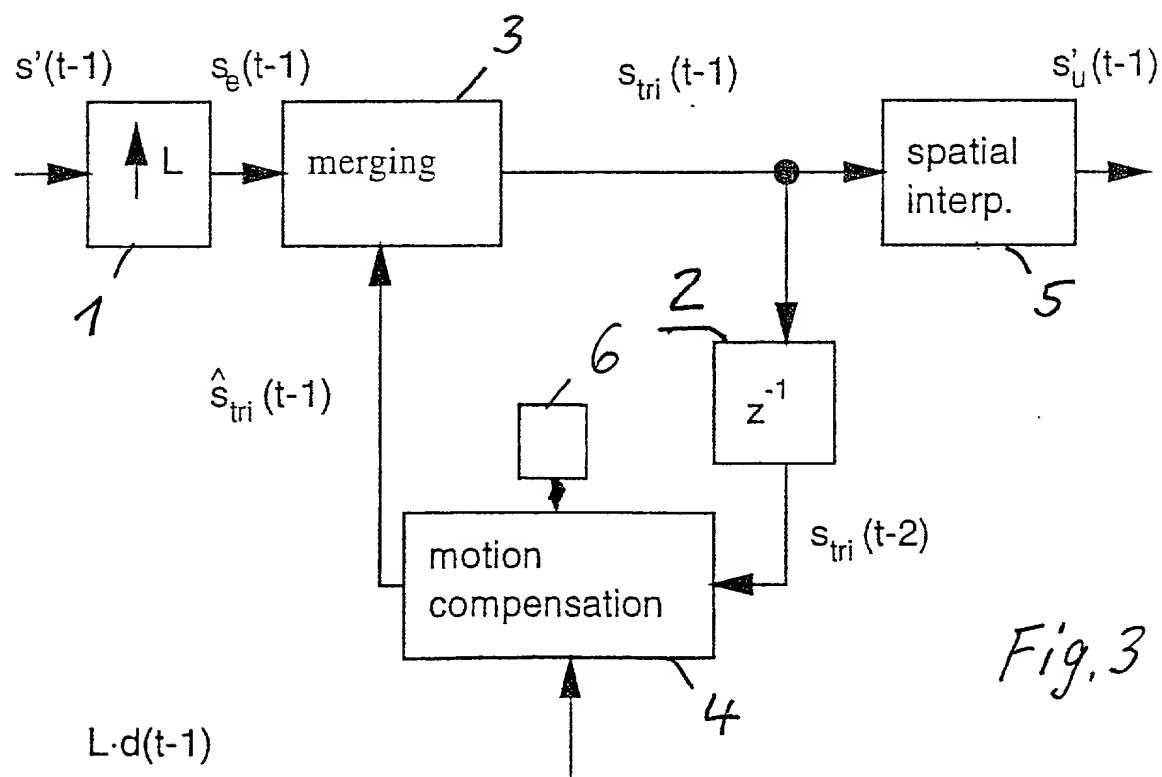 3
s'(t-1)
s_e(t-1)
s_tri(t-1)
s'_u(t-1)
↑ L
merging
spatial
interp.
1
5
2
6
ŝ_tri (t-1)
z^-1
s_tri (t-2)
motion
compensation
Fig. 3
4
L·d(t-1)